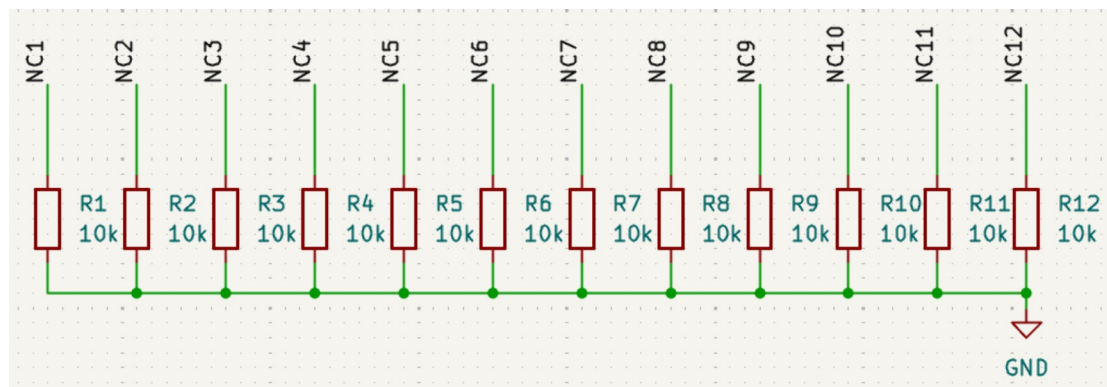 NC1 NC2 NC3 NC4 NC5 NC6 NC7 NC8 NC9 NC10 NC11 NC12
R1 R2 R3 R4 R5 R6 R7 R8 R9 R10 R11 R12
10k 10k 10k 10k 10k 10k 10k 10k 10k 10k 10k 10k
GND